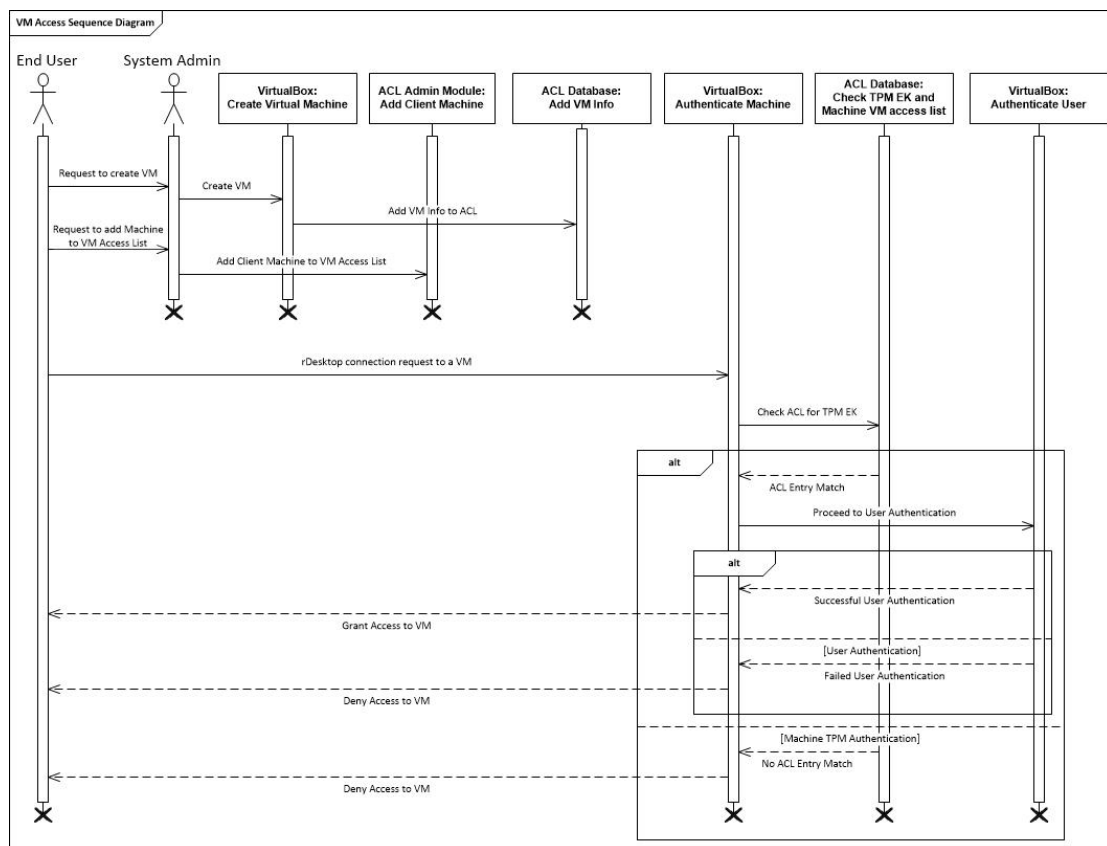 VM Access Sequence Diagram
End User
System Admin
VirtualBox:
Create Virtual Machine
ACL Admin Module:
Add Client Machine
ACL Database:
Add VM Info
VirtualBox:
Authenticate Machine
ACL Database:
Check TPM EK and
Machine VM access list
VirtualBox:
Authenticate User
Request to create VM
Create VM
Add VM Info to ACL
Request to add Machine
to VM Access List
Add Client Machine to VM Access List
rDesktop connection request to a VM
Check ACL for TPM EK
alt
ACL Entry Match
Proceed to User Authentication
alt
Successful User Authentication
Grant Access to VM
[User Authentication]
Failed User Authentication
Deny Access to VM
[Machine TPM Authentication]
No ACL Entry Match
Deny Access to VM